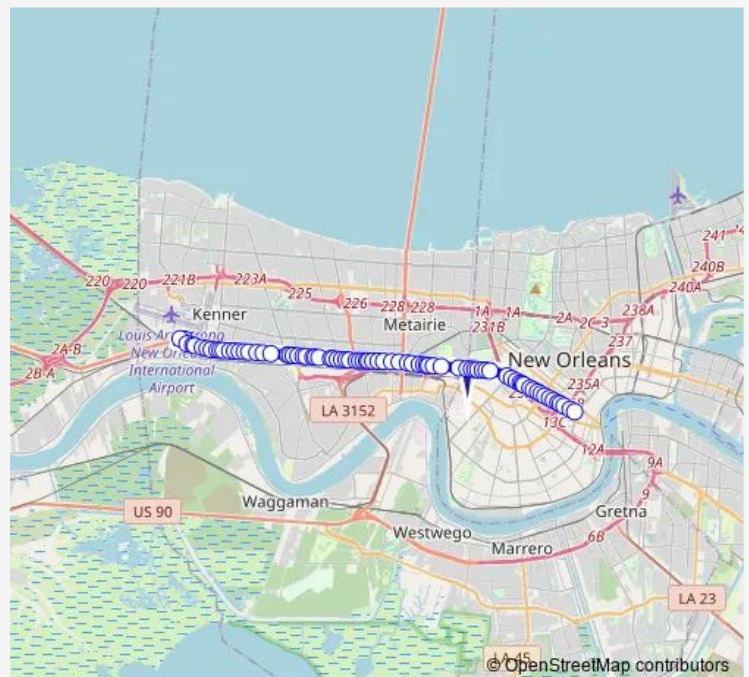 241
240B
240A
220
220
221B
223A
225
226
228
228
1A
1A
231B
2A
2C
3
238A
237
Kenner
Metairie
Louis Armstrong
New Orleans
International
Airport
2A-B
2B-A
New Orleans
235A
LA 3152
13C
12A
9A
9
Waggaman
US 90
Gretna
Westwego
6B
Marrero
LA 23
LA 45
© OpenStreetMap contributors